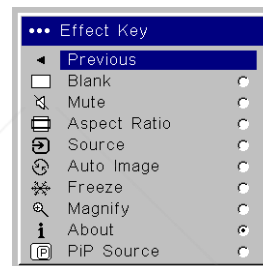 ••• Effect Key
Previous
Blank
Mute
Aspect Ratio
Source
Auto Image
Freeze
Magnify
i About
P PiP Source